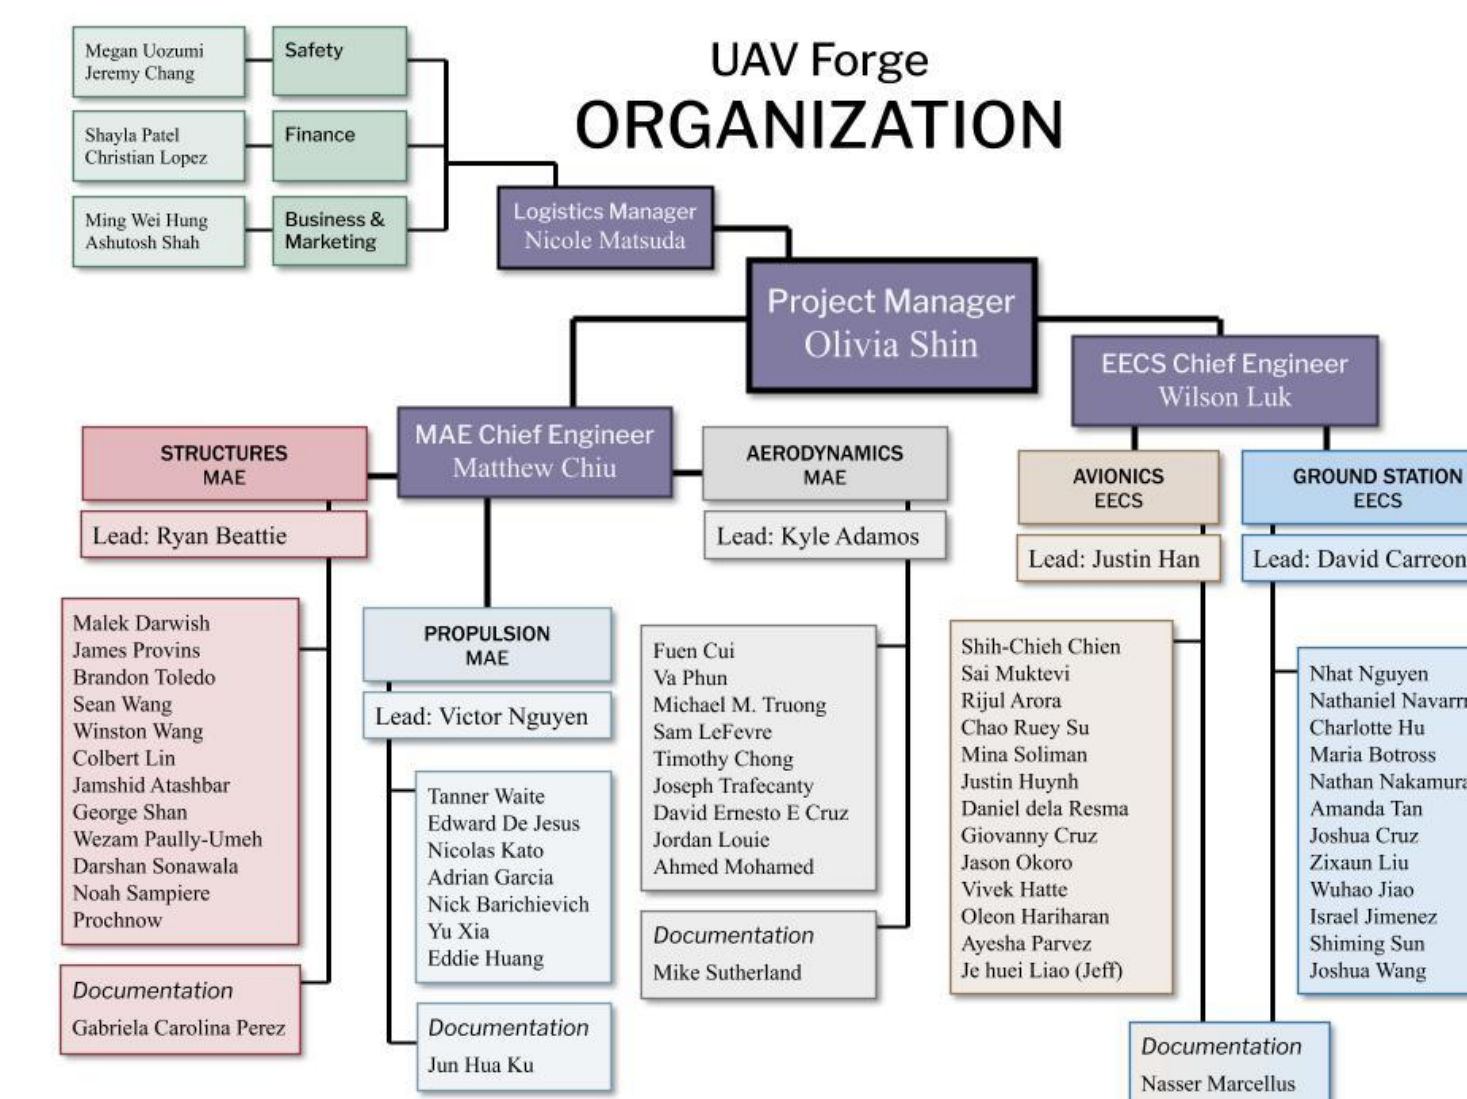 UAV Forge
ORGANIZATION
Megan Uozumi
Jeremy Chang
Safety
Shayla Patel
Christian Lopez
Finance
Ming Wei Hung
Ashutosh Shah
Business &
Marketing
Logistics Manager
Nicole Matsuda
Project Manager
Olivia Shin
EECS Chief Engineer
Wilson Luk
MAE Chief Engineer
Matthew Chiu
STRUCTURES
MAE
Lead: Ryan Beattie
Malek Darwish
James Provins
Brandon Toledo
Sean Wang
Winston Wang
Colbert Lin
Jamshid Atashbar
George Shan
Wezam Paully-Umeh
Darshan Sonawala
Noah Sampiere
Prochnow
Documentation
Gabriela Carolina Perez
PROPULSION
MAE
Lead: Victor Nguyen
Tanner Waite
Edward De Jesus
Nicolas Kato
Adrian Garcia
Nick Barichievich
Yu Xia
Eddie Huang
Documentation
Jun Hua Ku
AERODYNAMICS
MAE
Lead: Kyle Adamos
Fuen Cui
Va Phun
Michael M. Truong
Sam LeFevre
Timothy Chong
Joseph Trafecanty
David Ernesto E Cruz
Jordan Louie
Ahmed Mohamed
Documentation
Mike Sutherland
AVIONICS
EECS
Lead: Justin Han
Shih-Chieh Chien
Sai Muktevi
Rijul Arora
Chao Ruey Su
Mina Soliman
Justin Huynh
Daniel dela Resma
Giovanny Cruz
Jason Okoro
Vivek Hatte
Oleon Hariharan
Ayesha Parvez
Je huei Liao (Jeff)
GROUND STATION
EECS
Lead: David Carreon
Nhat Nguyen
Nathaniel
Charlotte Hu
Maria Botross
Nathan Nakamura
Amanda Tan
Joshua Cruz
Zixaun Liu
Wuhao Jiao
Israel Jimenez
Shiming Sun
Joshua Wang
Documentation
Nasser Marcellus